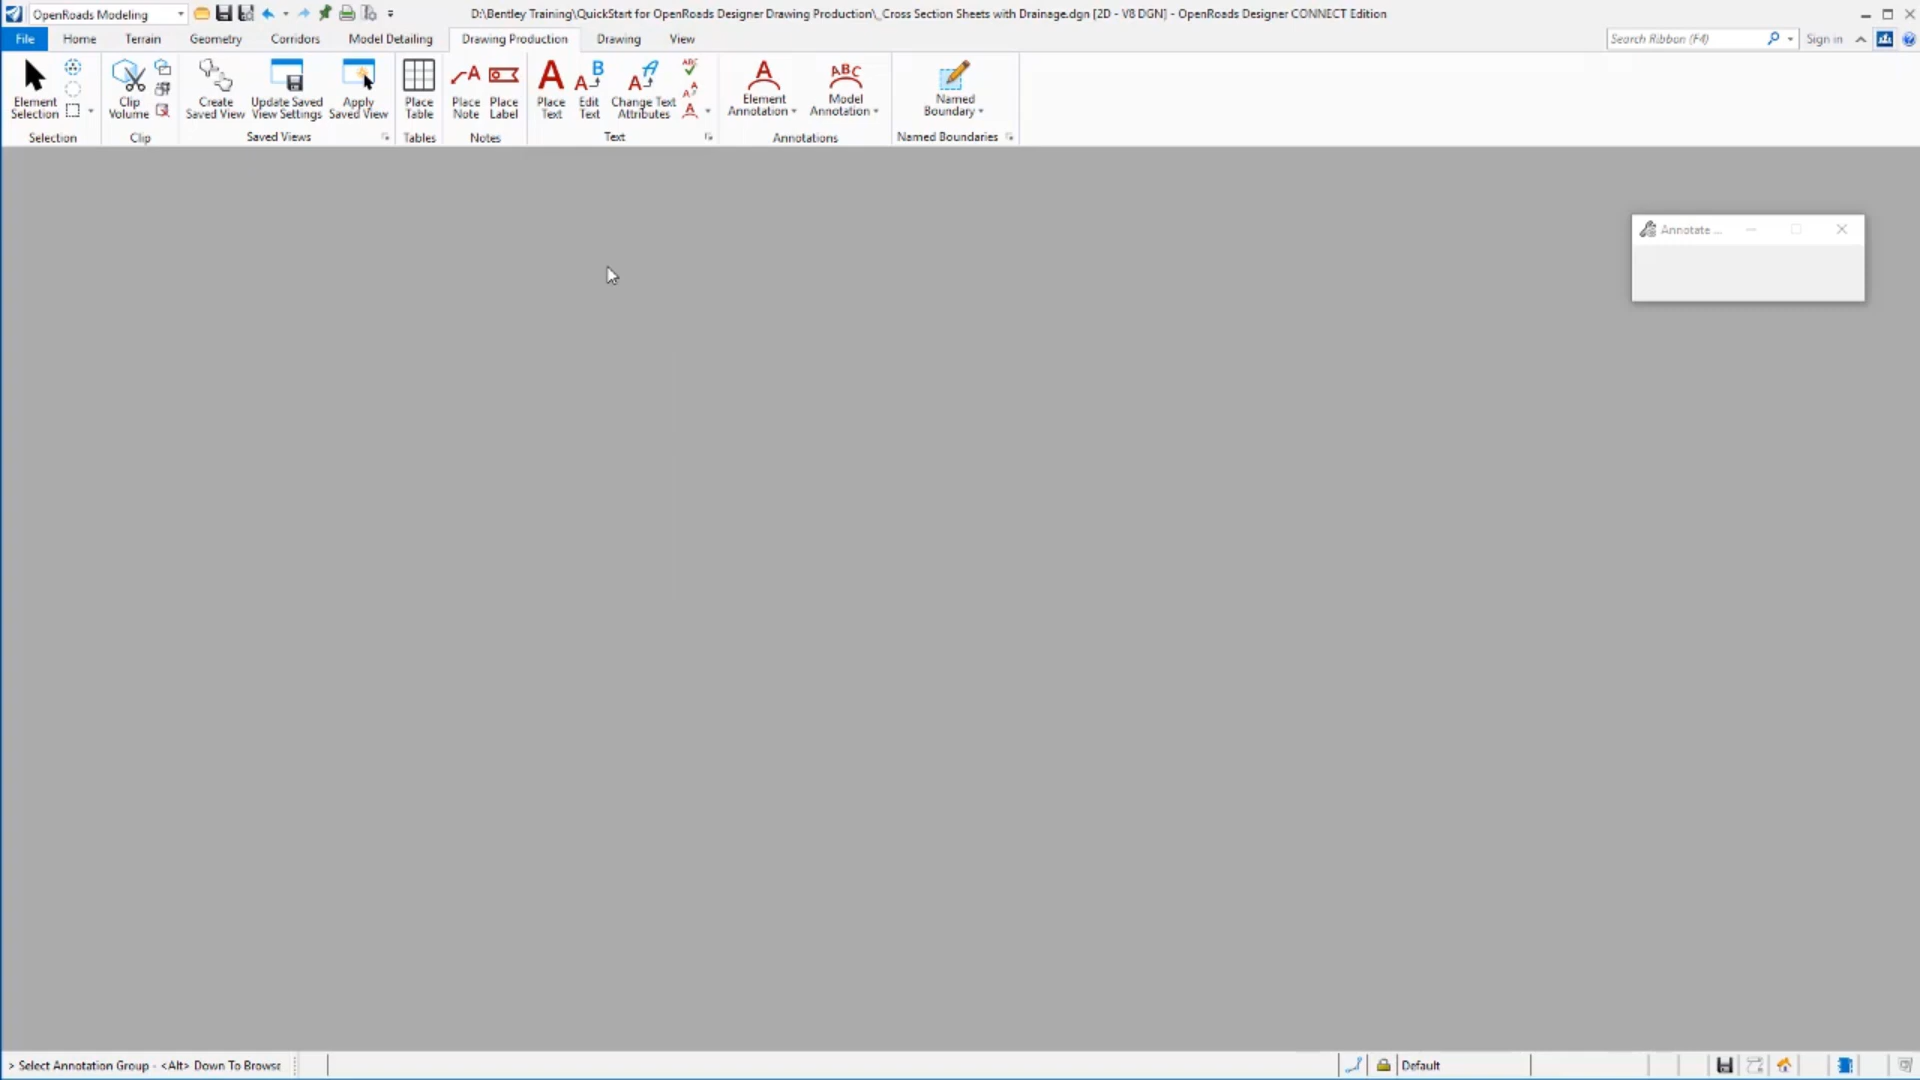 OpenRoads Modeling
D:\Bentley Training\QuickStart for OpenRoads Designer Drawing Production\_Cross Section Sheets with Drainage.dgn [2D - V8 DGN] - OpenRoads Designer CONNECT Edition
File Home Terrain Geometry Corridors Model Detailing Drawing Production Drawing View
Search Ribbon (F4) Sign in
Element Selection
Clip Volume
Create Saved View
Update Saved View Settings
Apply Saved View
Place Table
Place Note
Place Label
Place Text
Edit Text
Change Text Attributes
Element Annotation
Model Annotation
Named Boundary
Selection Clip Saved Views Tables Notes Text Annotations Named Boundaries
Annotate ...
> Select Annotation Group - <Alt> Down To Browse
Default